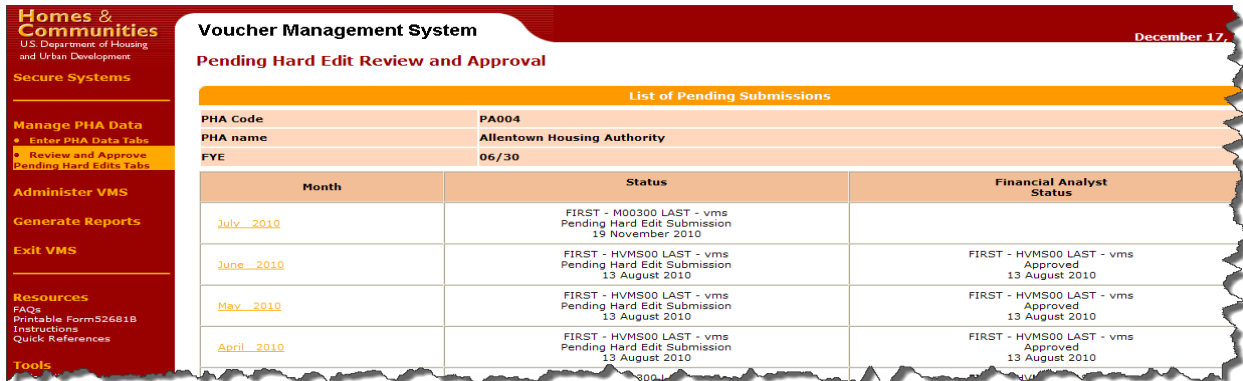 Homes &
Communities
U.S. Department of Housing
and Urban Development
Secure Systems
Manage PHA Data
• Enter PHA Data Tabs
• Review and Approve
Pending Hard Edits Tabs
Administer VMS
Generate Reports
Exit VMS
Resources
FAQs
Printable Form52681B
Instructions
Quick References
Tools
Voucher Management System
December 17,
Pending Hard Edit Review and Approval
List of Pending Submissions
PHA Code PA004
PHA name Allentown Housing Authority
FYE 06/30
Month Status Financial Analyst
Status
July 2010 FIRST - M00300 LAST - vms
Pending Hard Edit Submission
19 November 2010
June 2010 FIRST - HVMS00 LAST - vms FIRST - HVMS00 LAST - vms
Pending Hard Edit Submission Approved
13 August 2010 13 August 2010
May 2010 FIRST - HVMS00 LAST - vms FIRST - HVMS00 LAST - vms
Pending Hard Edit Submission Approved
13 August 2010 13 August 2010
April 2010 FIRST - HVMS00 LAST - vms FIRST - HVMS00 LAST - vms
Pending Hard Edit Submission Approved
13 August 2010 13 August 2010